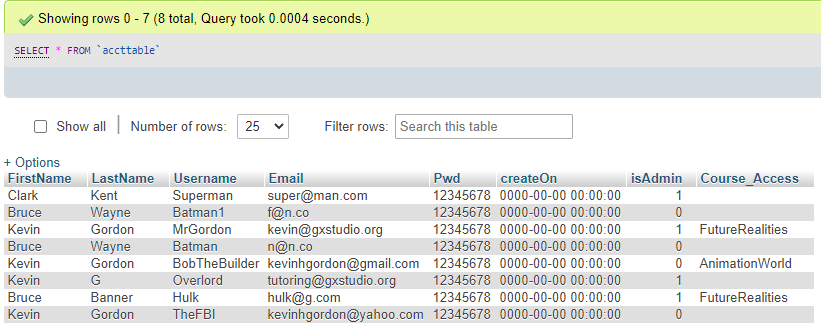 Showing rows 0 - 7 (8 total, Query took 0.0004 seconds.)
SELECT * FROM `accttable`
Show all | Number of rows: 25 Filter rows: Search this table
+ Options
FirstName LastName Username Email Pwd createOn isAdmin Course_Access
Clark Kent Superman super@man.com 12345678 0000-00-00 00:00:00 1
Bruce Wayne Batman1 f@n.co 12345678 0000-00-00 00:00:00 0
Kevin Gordon MrGordon kevin@gxstudio.org 12345678 0000-00-00 00:00:00 1 FutureRealities
Bruce Wayne Batman n@n.co 12345678 0000-00-00 00:00:00 0
Kevin Gordon BobTheBuilder kevinhgordon@gmail.com 12345678 0000-00-00 00:00:00 0 AnimationWorld
Kevin G Overlord tutoring@gxstudio.org 12345678 0000-00-00 00:00:00 1
Bruce Banner Hulk hulk@g.com 12345678 0000-00-00 00:00:00 1 FutureRealities
Kevin Gordon TheFBI kevinhgordon@yahoo.com 12345678 0000-00-00 00:00:00 0